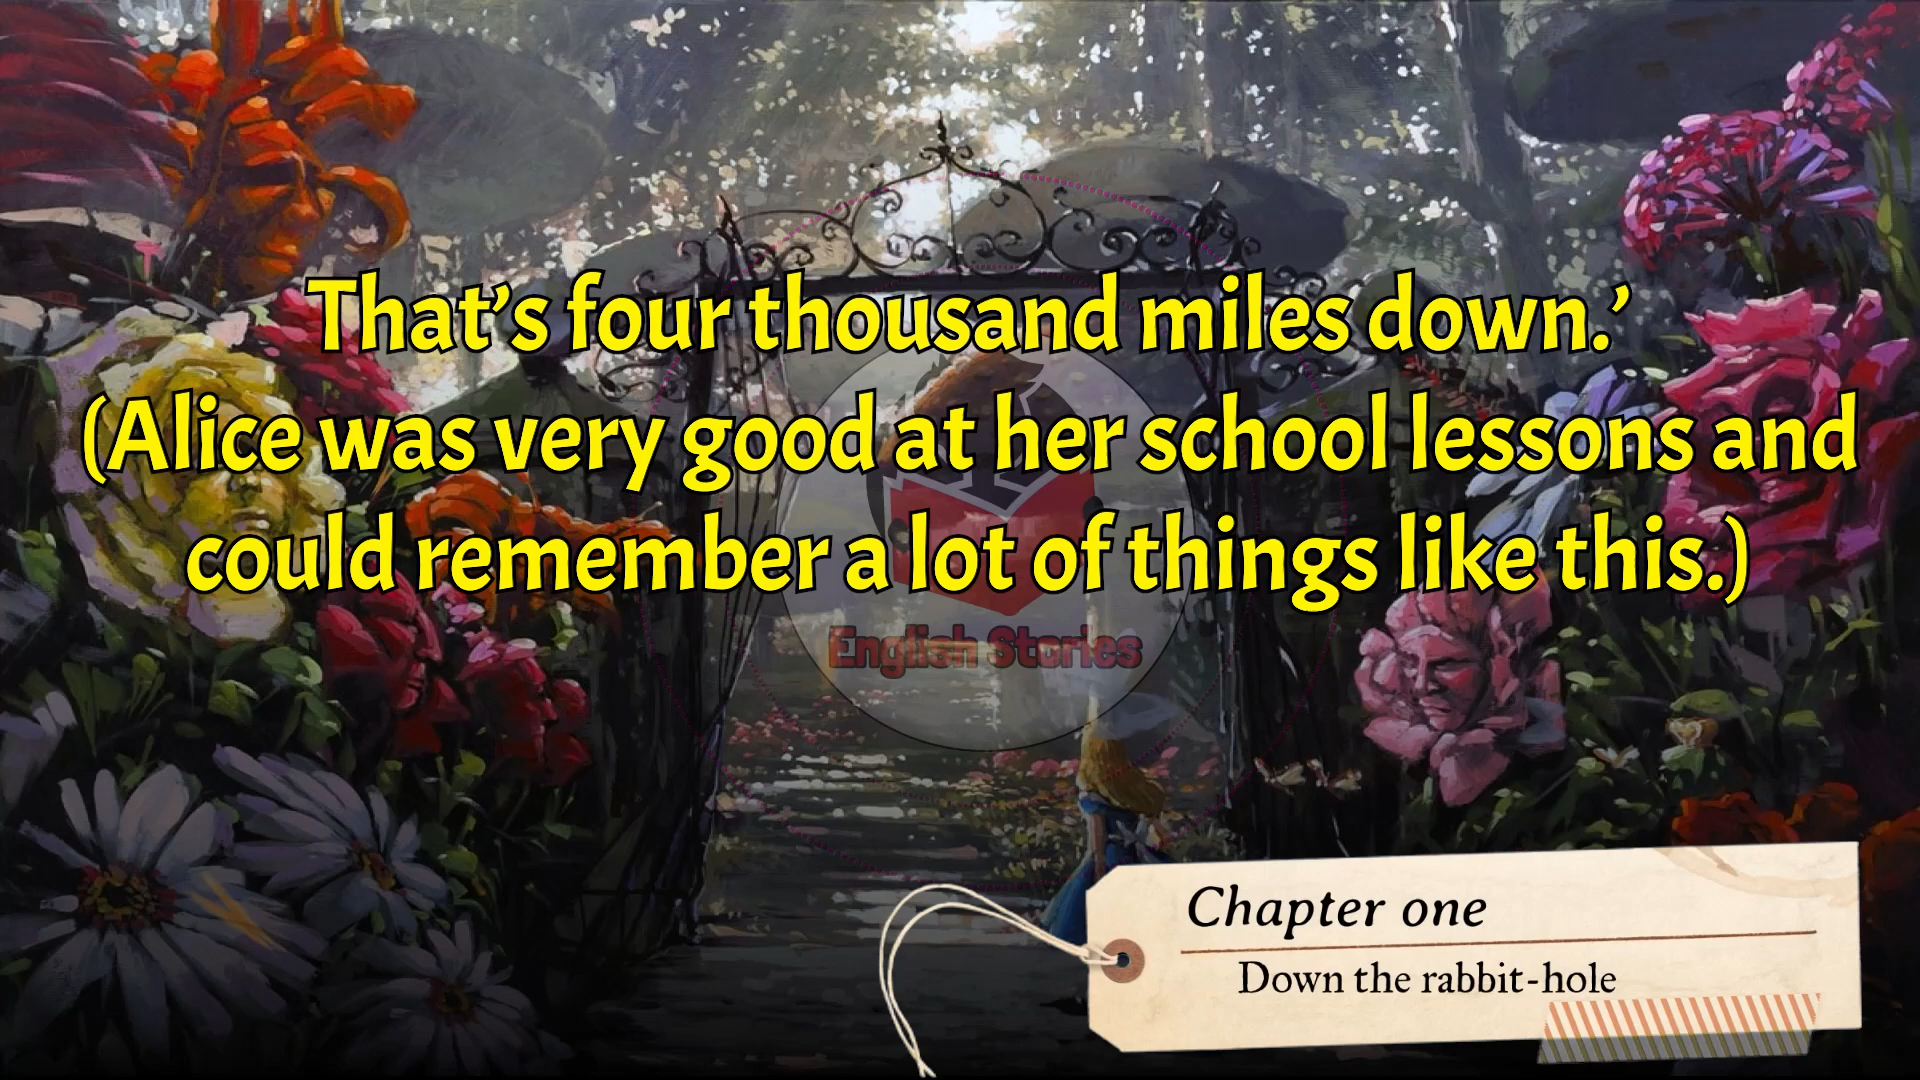 That’s four thousand miles down.’
(Alice was very good at her school lessons and
could remember a lot of things like this.)
English Stories
Chapter one
Down the rabbit-hole